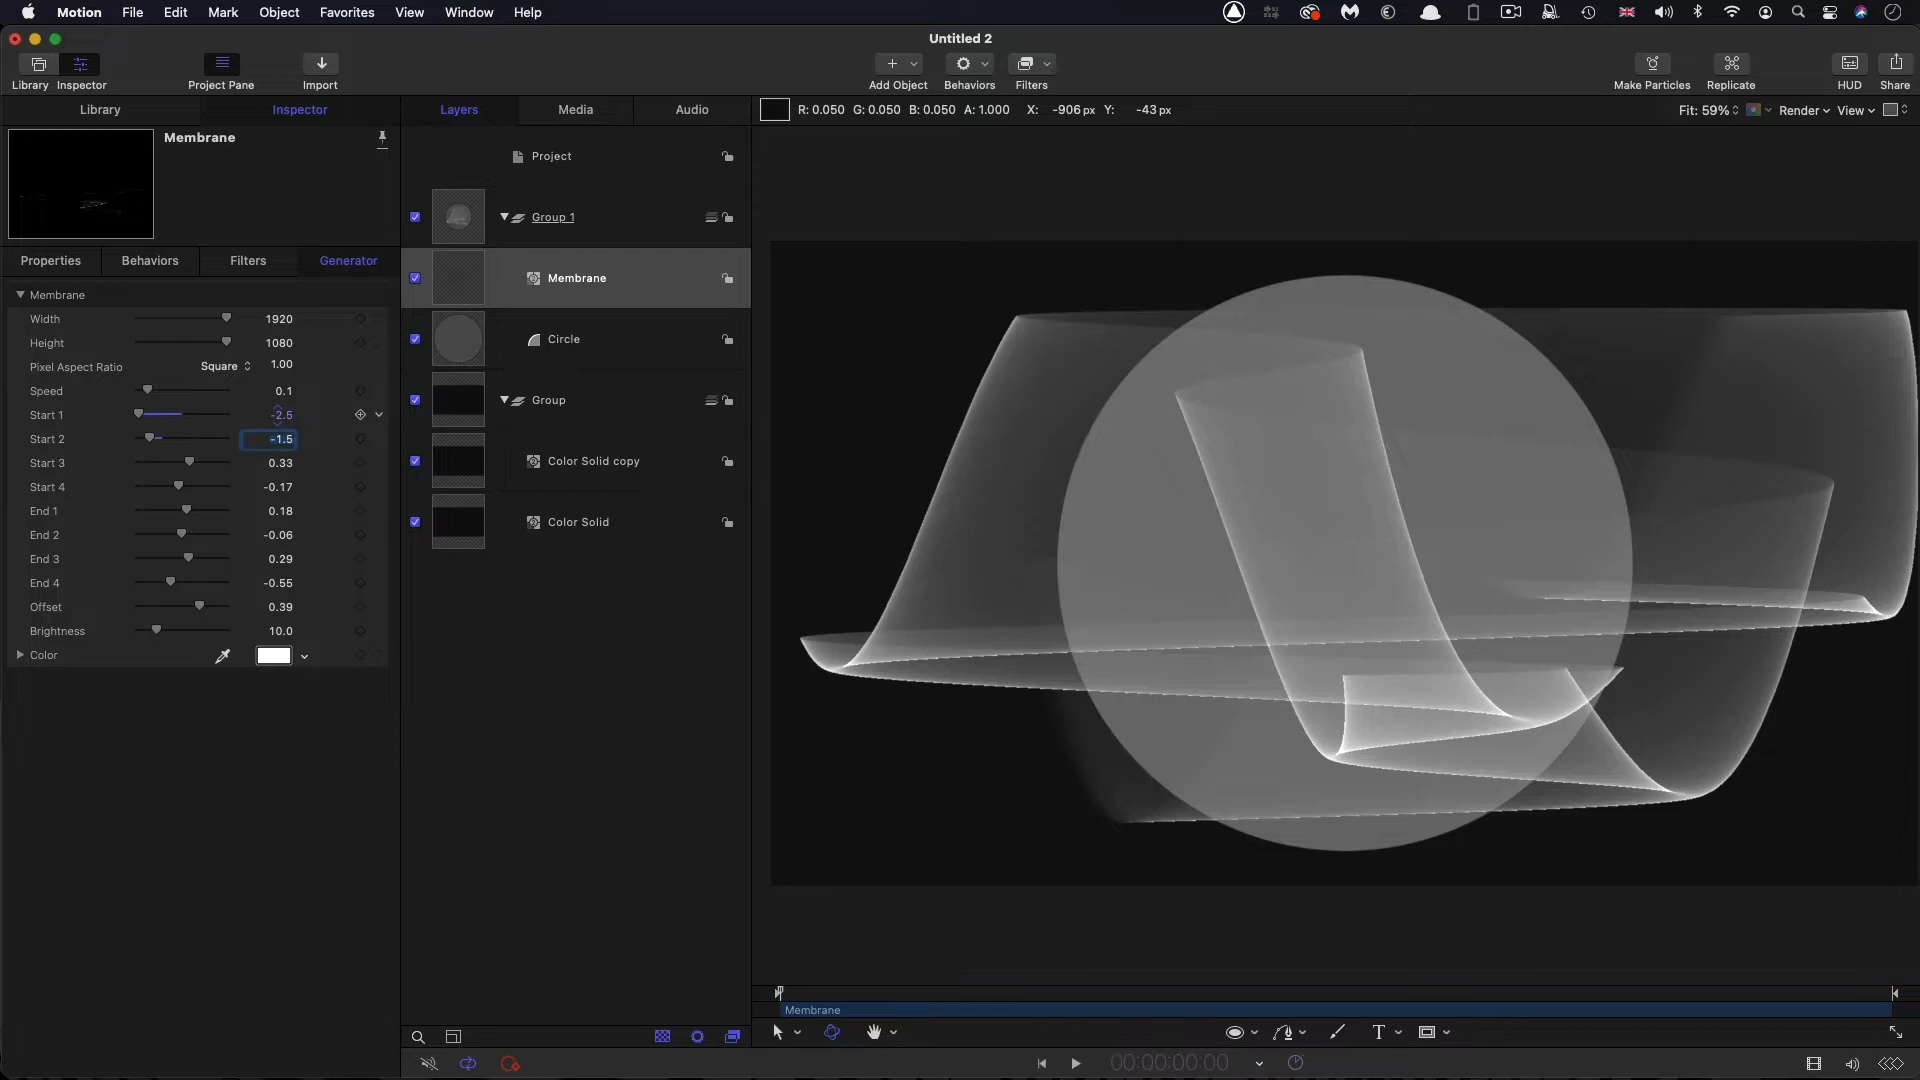 Motion File Edit Mark Object Favorites View Window Help
Untitled 2
Library Inspector Project Pane Import Add Object Behaviors Filters Make Particles Replicate HUD Share
Library Inspector Layers Media Audio R: 0.050 G: 0.050 B: 0.050 A: 1.000 X: -906 px Y: -43 px Fit: 59% Render View
Membrane
Project
Group 1
Properties Behaviors Filters Generator
Membrane
Membrane
Width 1920
Height 1080
Circle
Pixel Aspect Ratio Square 1.00
Speed 0.1
Group
Start 1 -2.5
Start 2 -1.5
Start 3 0.33
Color Solid copy
Start 4 -0.17
End 1 0.18
Color Solid
End 2 -0.06
End 3 0.29
End 4 -0.55
Offset 0.39
Brightness 10.0
Color
Membrane
T
00:00:00:00